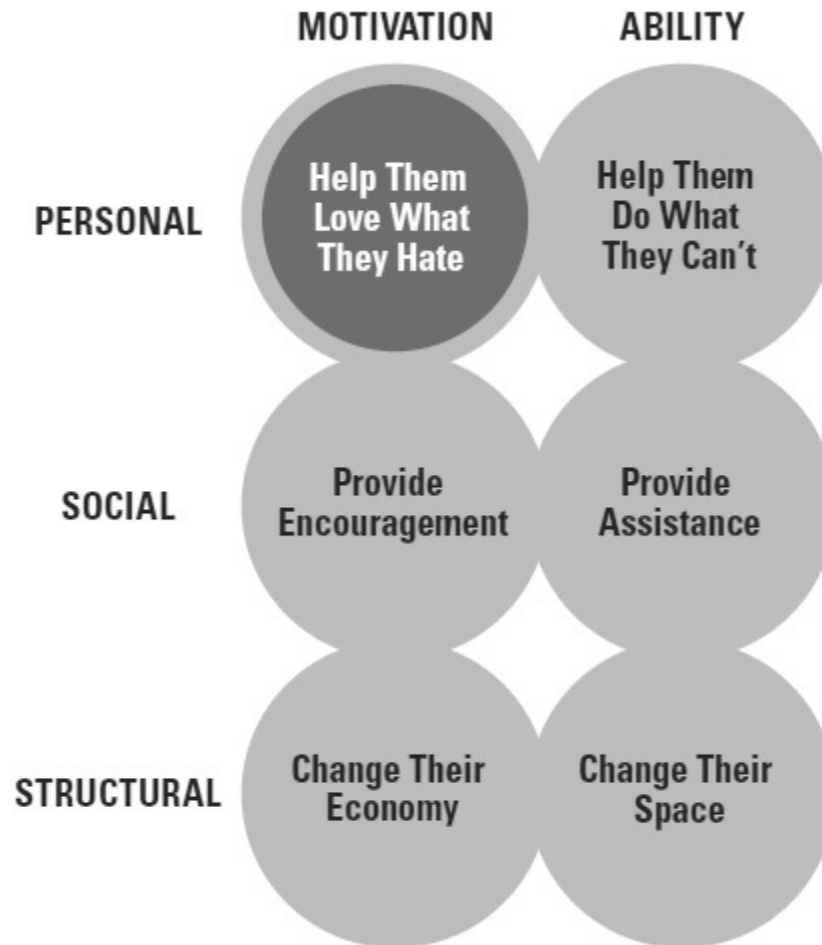 MOTIVATION ABILITY
PERSONAL
Help Them
Love What
They Hate
Help Them
Do What
They Can't
SOCIAL
Provide
Encouragement
Provide
Assistance
STRUCTURAL
Change Their
Economy
Change Their
Space